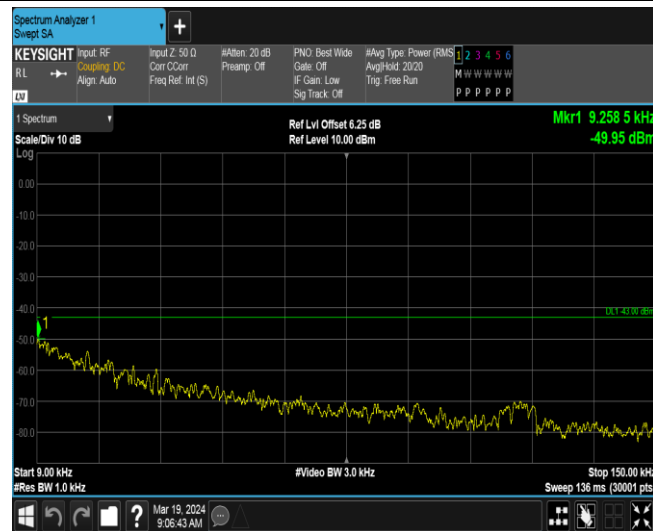 Spectrum Analyzer 1
Swept SA
+
KEYSIGHT Input: RF Input Z: 50 Ω #Atten: 20 dB PNO: Best Wide #Avg Type: Power (RMS 1 2 3 4 5 6
RL Coupling: DC Corr CCorr Preamp: Off Gate: Off Avg|Hold: 20/20 M W W W W W
Align: Auto Freq Ref: Int (S) IF Gain: Low Trig: Free Run
Sig Track: Off P P P P P P
LXI
1 Spectrum Ref Lvl Offset 6.25 dB Mkr1 9.258 5 kHz
Scale/Div 10 dB Ref Level 10.00 dBm -49.95 dBm
Log
0.00
-10.0
-20.0
-30.0
-40.0 DL1 -43.00 dBm
1
-50.0
-60.0
-70.0
-80.0
Start 9.00 kHz #Video BW 3.0 kHz Stop 150.00 kHz
#Res BW 1.0 kHz Sweep 136 ms (30001 pts
? Mar 19, 2024
9:06:43 AM